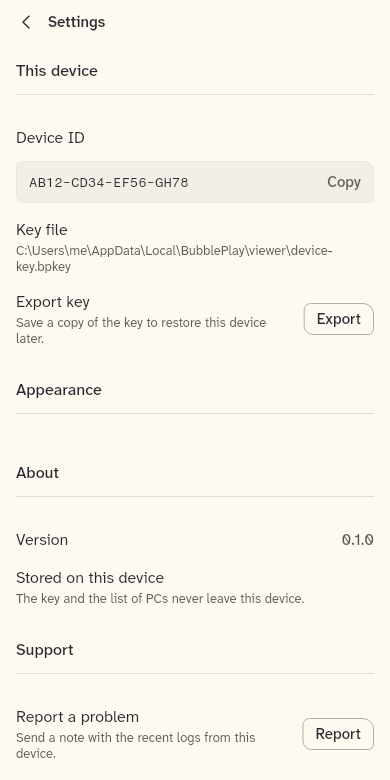 Settings
This device
Device ID
AB12-CD34-EF56-GH78 Copy
Key file
C:\Users\me\AppData\Local\BubblePlay\viewer\device-
key.bpkey
Export key
Save a copy of the key to restore this device
later.
Export
Appearance
About
Version 0.1.0
Stored on this device
The key and the list of PCs never leave this device.
Support
Report a problem
Send a note with the recent logs from this
device.
Report